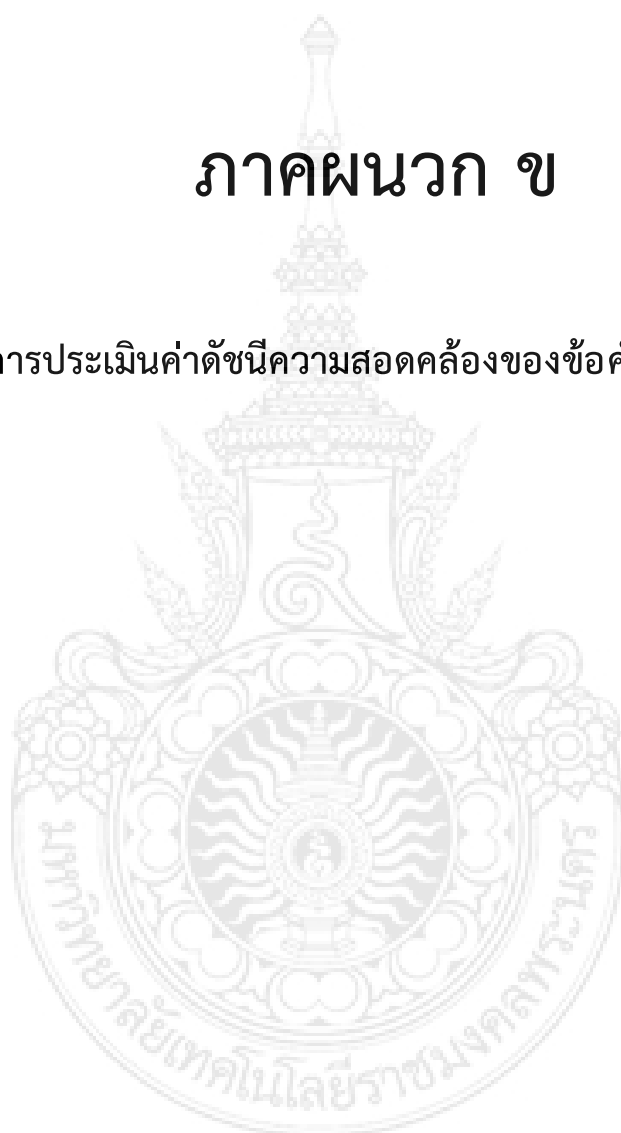 ภาคผนวก ข
การประเมินค่าดัชนีความสอดคล้องของข้อ
มหาวิทยาลัยเทคโนโลยีราชมงคลพระนคร